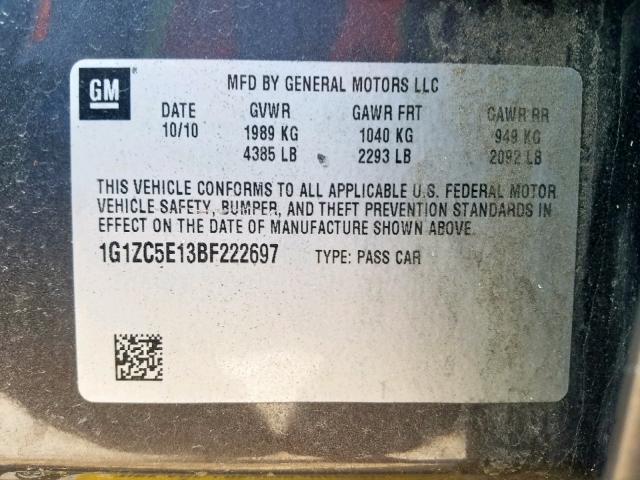 GM ®
MFD BY GENERAL MOTORS LLC
DATE GVWR GAWR FRT GAWR RR
10/10 1989 KG 1040 KG 949 KG
4385 LB 2293 LB 2092 LB
THIS VEHICLE CONFORMS TO ALL APPLICABLE U.S. FEDERAL MOTOR
VEHICLE SAFETY, BUMPER, AND THEFT PREVENTION STANDARDS IN
EFFECT ON THE DATE OF MANUFACTURE SHOWN ABOVE.
1G1ZC5E13BF222697 TYPE: PASS CAR